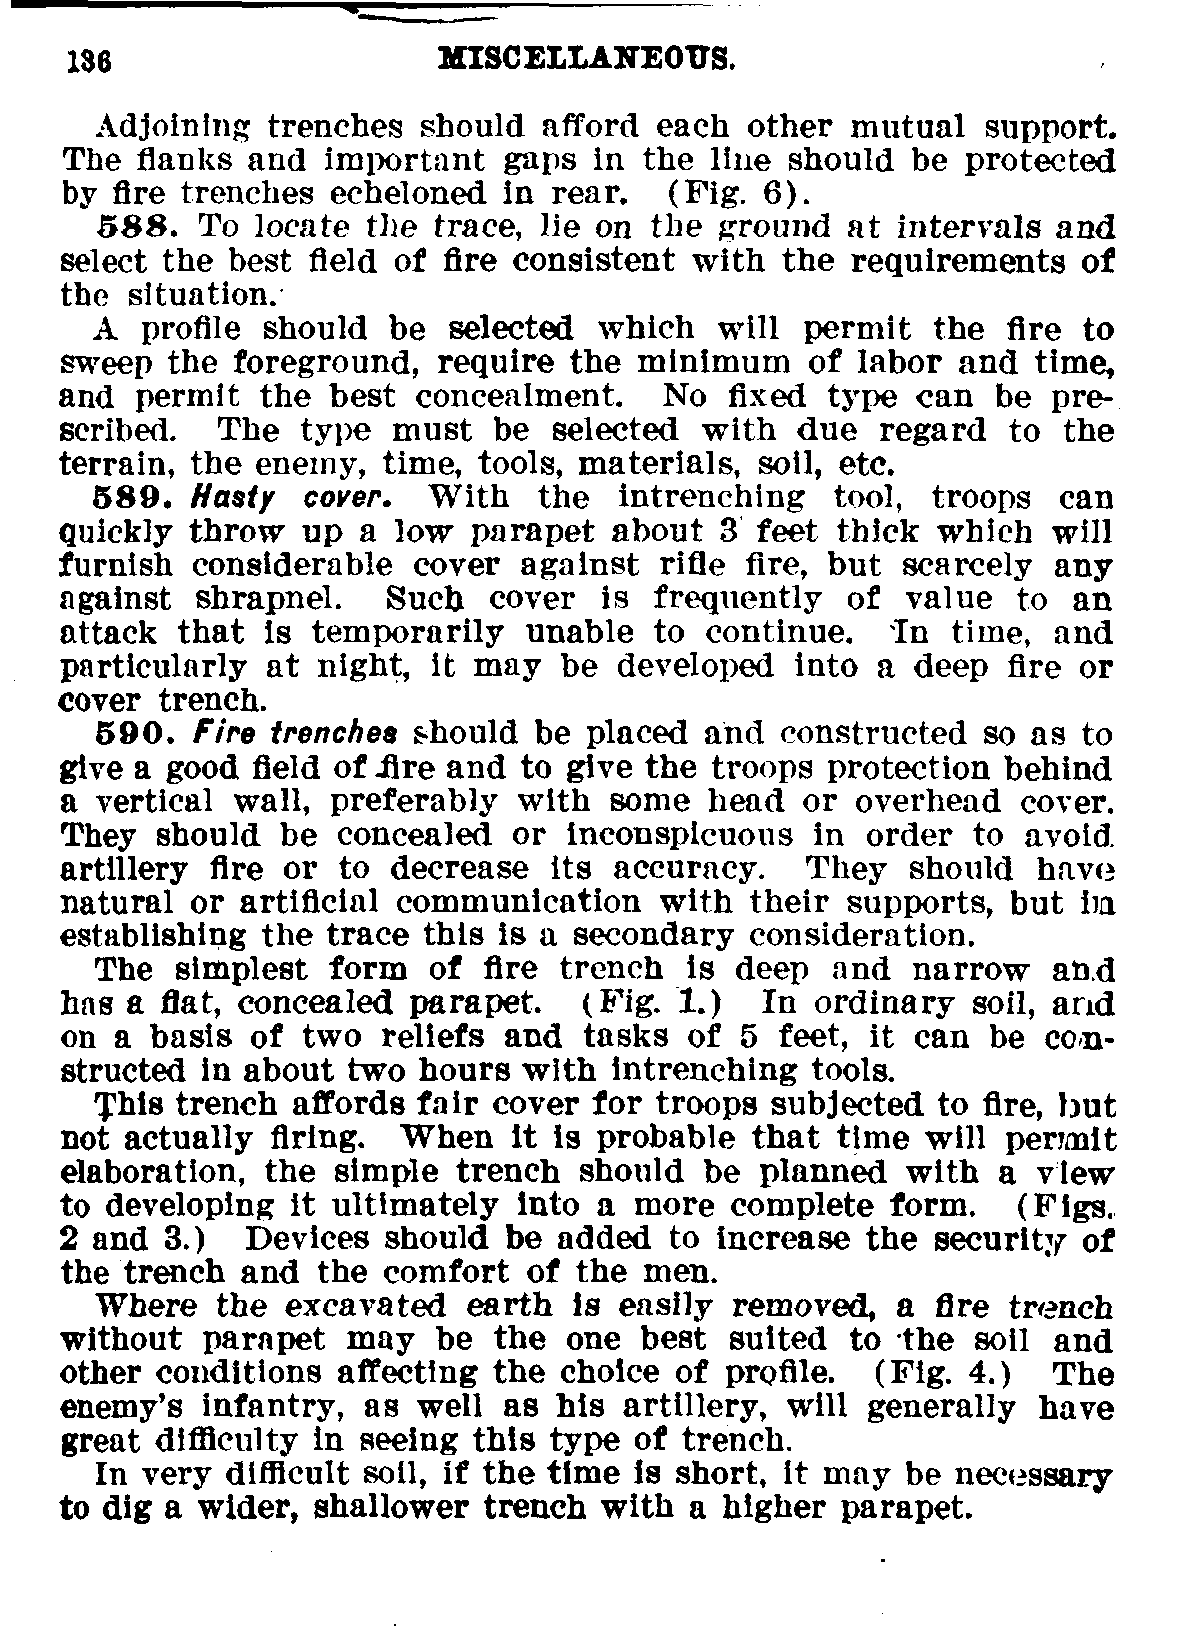 136 MISCELLANEOUS.
Adjoining trenches should afford each other mutual support.
The flanks and important gaps in the line should be protected
by fire trenches echeloned in rear. (Fig. 6).
588. To locate the trace, lie on the ground at intervals and
select the best field of fire consistent with the requirements of
the situation.
A profile should be selected which will permit the fire to
sweep the foreground, require the minimum of labor and time,
and permit the best concealment. No fixed type can be pre-
scribed. The type must be selected with due regard to the
terrain, the enemy, time, tools, materials, soil, etc.
589. Hasty cover. With the intrenching tool, troops can
quickly throw up a low parapet about 3 feet thick which will
furnish considerable cover against rifle fire, but scarcely any
against shrapnel. Such cover is frequently of value to an
attack that is temporarily unable to continue. In time, and
particularly at night, it may be developed into a deep fire or
cover trench.
590. Fire trenches should be placed and constructed so as to
give a good field of fire and to give the troops protection behind
a vertical wall, preferably with some head or overhead cover.
They should be concealed or inconspicuous in order to avoid
artillery fire or to decrease its accuracy. They should have
natural or artificial communication with their supports, but in
establishing the trace this is a secondary consideration.
The simplest form of fire trench is deep and narrow and
has a flat, concealed parapet. (Fig. 1.) In ordinary soil, and
on a basis of two reliefs and tasks of 5 feet, it can be con-
structed in about two hours with intrenching tools.
This trench affords fair cover for troops subjected to fire, but
not actually firing. When it is probable that time will permit
elaboration, the simple trench should be planned with a view
to developing it ultimately into a more complete form. (Figs.
2 and 3.) Devices should be added to increase the security of
the trench and the comfort of the men.
Where the excavated earth is easily removed, a fire trench
without parapet may be the one best suited to the soil and
other conditions affecting the choice of profile. (Fig. 4.) The
enemy's infantry, as well as his artillery, will generally have
great difficulty in seeing this type of trench.
In very difficult soil, if the time is short, it may be necessary
to dig a wider, shallower trench with a higher parapet.